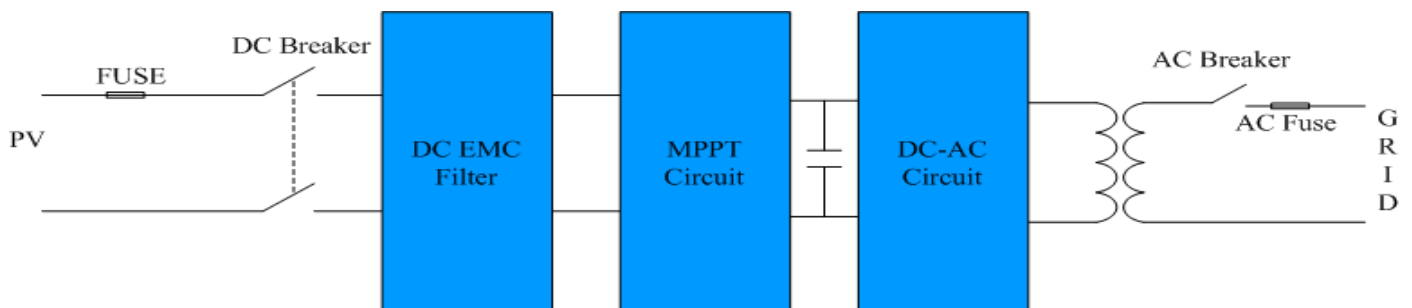 PV
FUSE
DC Breaker
DC EMC
Filter
MPPT
Circuit
DC-AC
Circuit
AC Breaker
AC Fuse
G
R
I
D